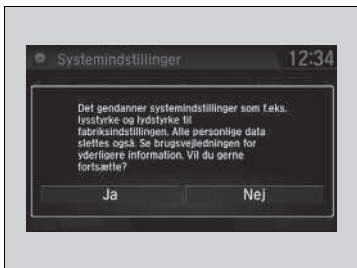 Systemindstillinger
12:34
Det gendanner systemindstillinger som f.eks.
lysstyrke og lydstyrke til
fabriksindstillingen. Alle personlige data
slettes også. Se brugsvejledningen for
yderligere information. Vil du gerne
fortsætte?
Ja
Nej